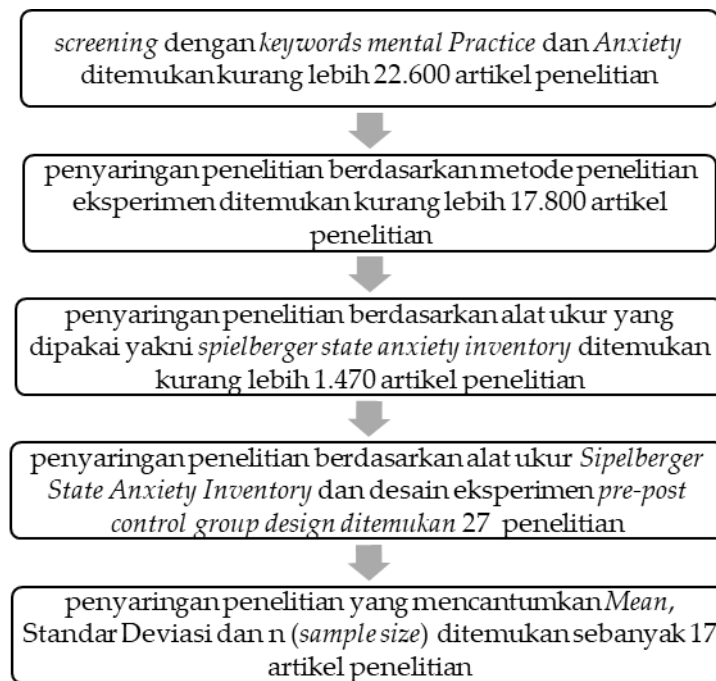 screening dengan keywords mental Practice dan Anxiety
ditemukan kurang lebih 22.600 artikel penelitian
penyaringan penelitian berdasarkan metode penelitian
eksperimen ditemukan kurang lebih 17.800 artikel
penelitian
penyaringan penelitian berdasarkan alat ukur yang
dipakai yakni spielberger state anxiety inventory ditemukan
kurang lebih 1.470 artikel penelitian
penyaringan penelitian berdasarkan alat ukur Sipelberger
State Anxiety Inventory dan desain eksperimen pre-post
control group design ditemukan 27 penelitian
penyaringan penelitian yang mencantumkan Mean,
Standar Deviasi dan n (sample size) ditemukan sebanyak 17
artikel penelitian